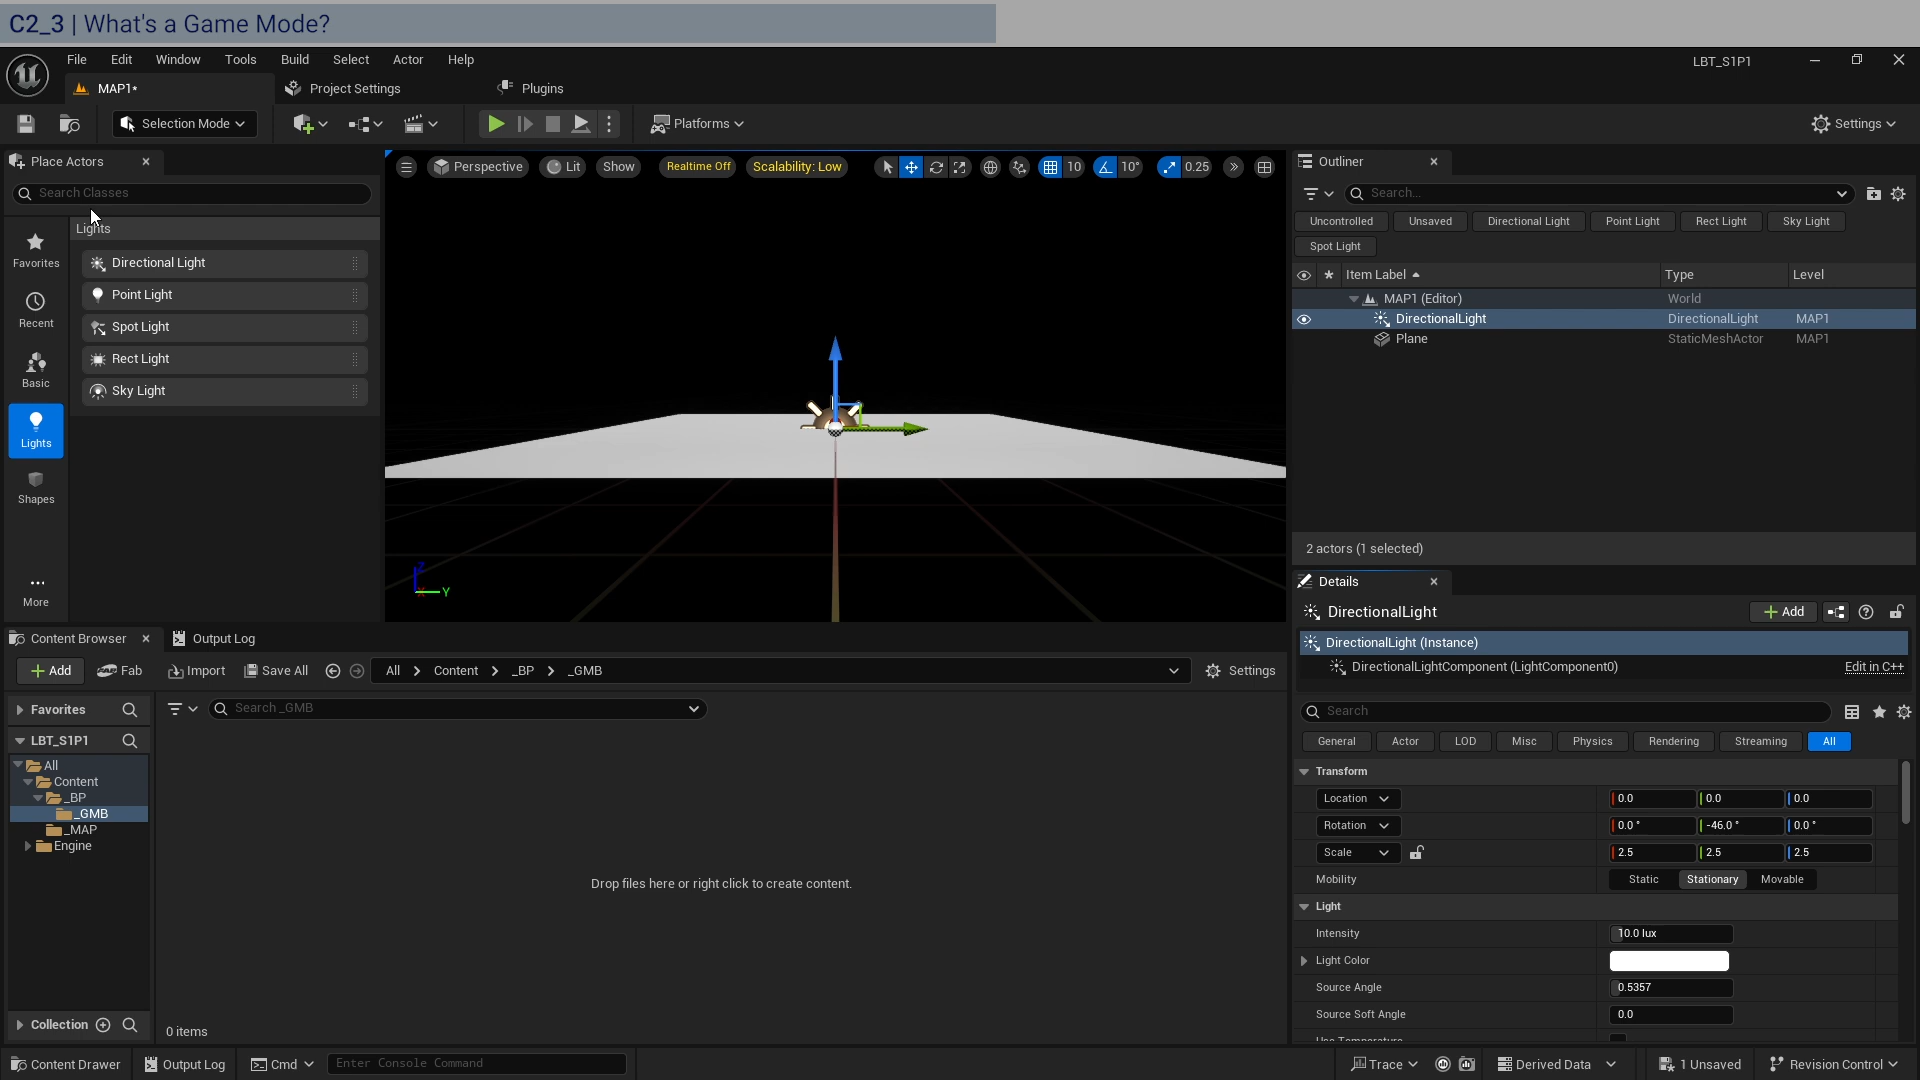 C2_3 | What's a Game Mode?
File Edit Window Tools Build Select Actor Help
LBT_S1P1
MAP1*
Project Settings
Plugins
Selection Mode
Platforms
Settings
Place Actors
Search Classes
Lights
Favorites
Recent
Basic
Lights
Shapes
More
Directional Light
Point Light
Spot Light
Rect Light
Sky Light
Perspective
Lit
Show
Realtime Off
Scalability: Low
10
10°
0.25
Z
Y
Outliner
Search...
Uncontrolled
Unsaved
Directional Light
Point Light
Rect Light
Sky Light
Spot Light
Item Label Type Level
MAP1 (Editor) World
DirectionalLight DirectionalLight MAP1
Plane StaticMeshActor MAP1
2 actors (1 selected)
Details
DirectionalLight
Add
DirectionalLight (Instance)
DirectionalLightComponent (LightComponent0) Edit in C++
Search
General Actor LOD Misc Physics Rendering Streaming All
Transform
Location 0.0 0.0 0.0
Rotation 0.0 ° -46.0 ° 0.0 °
Scale 2.5 2.5 2.5
Mobility Static Stationary Movable
Light
Intensity 10.0 lux
Light Color
Source Angle 0.5357
Source Soft Angle 0.0
Use Temperature
Content Browser
Output Log
Add Fab Import Save All All Content _BP _GMB Settings
Favorites
Search _GMB
LBT_S1P1
All
Content
_BP
_GMB
_MAP
Engine
Drop files here or right click to create content.
Collection
0 items
Content Drawer Output Log Cmd Enter Console Command Trace Derived Data 1 Unsaved Revision Control